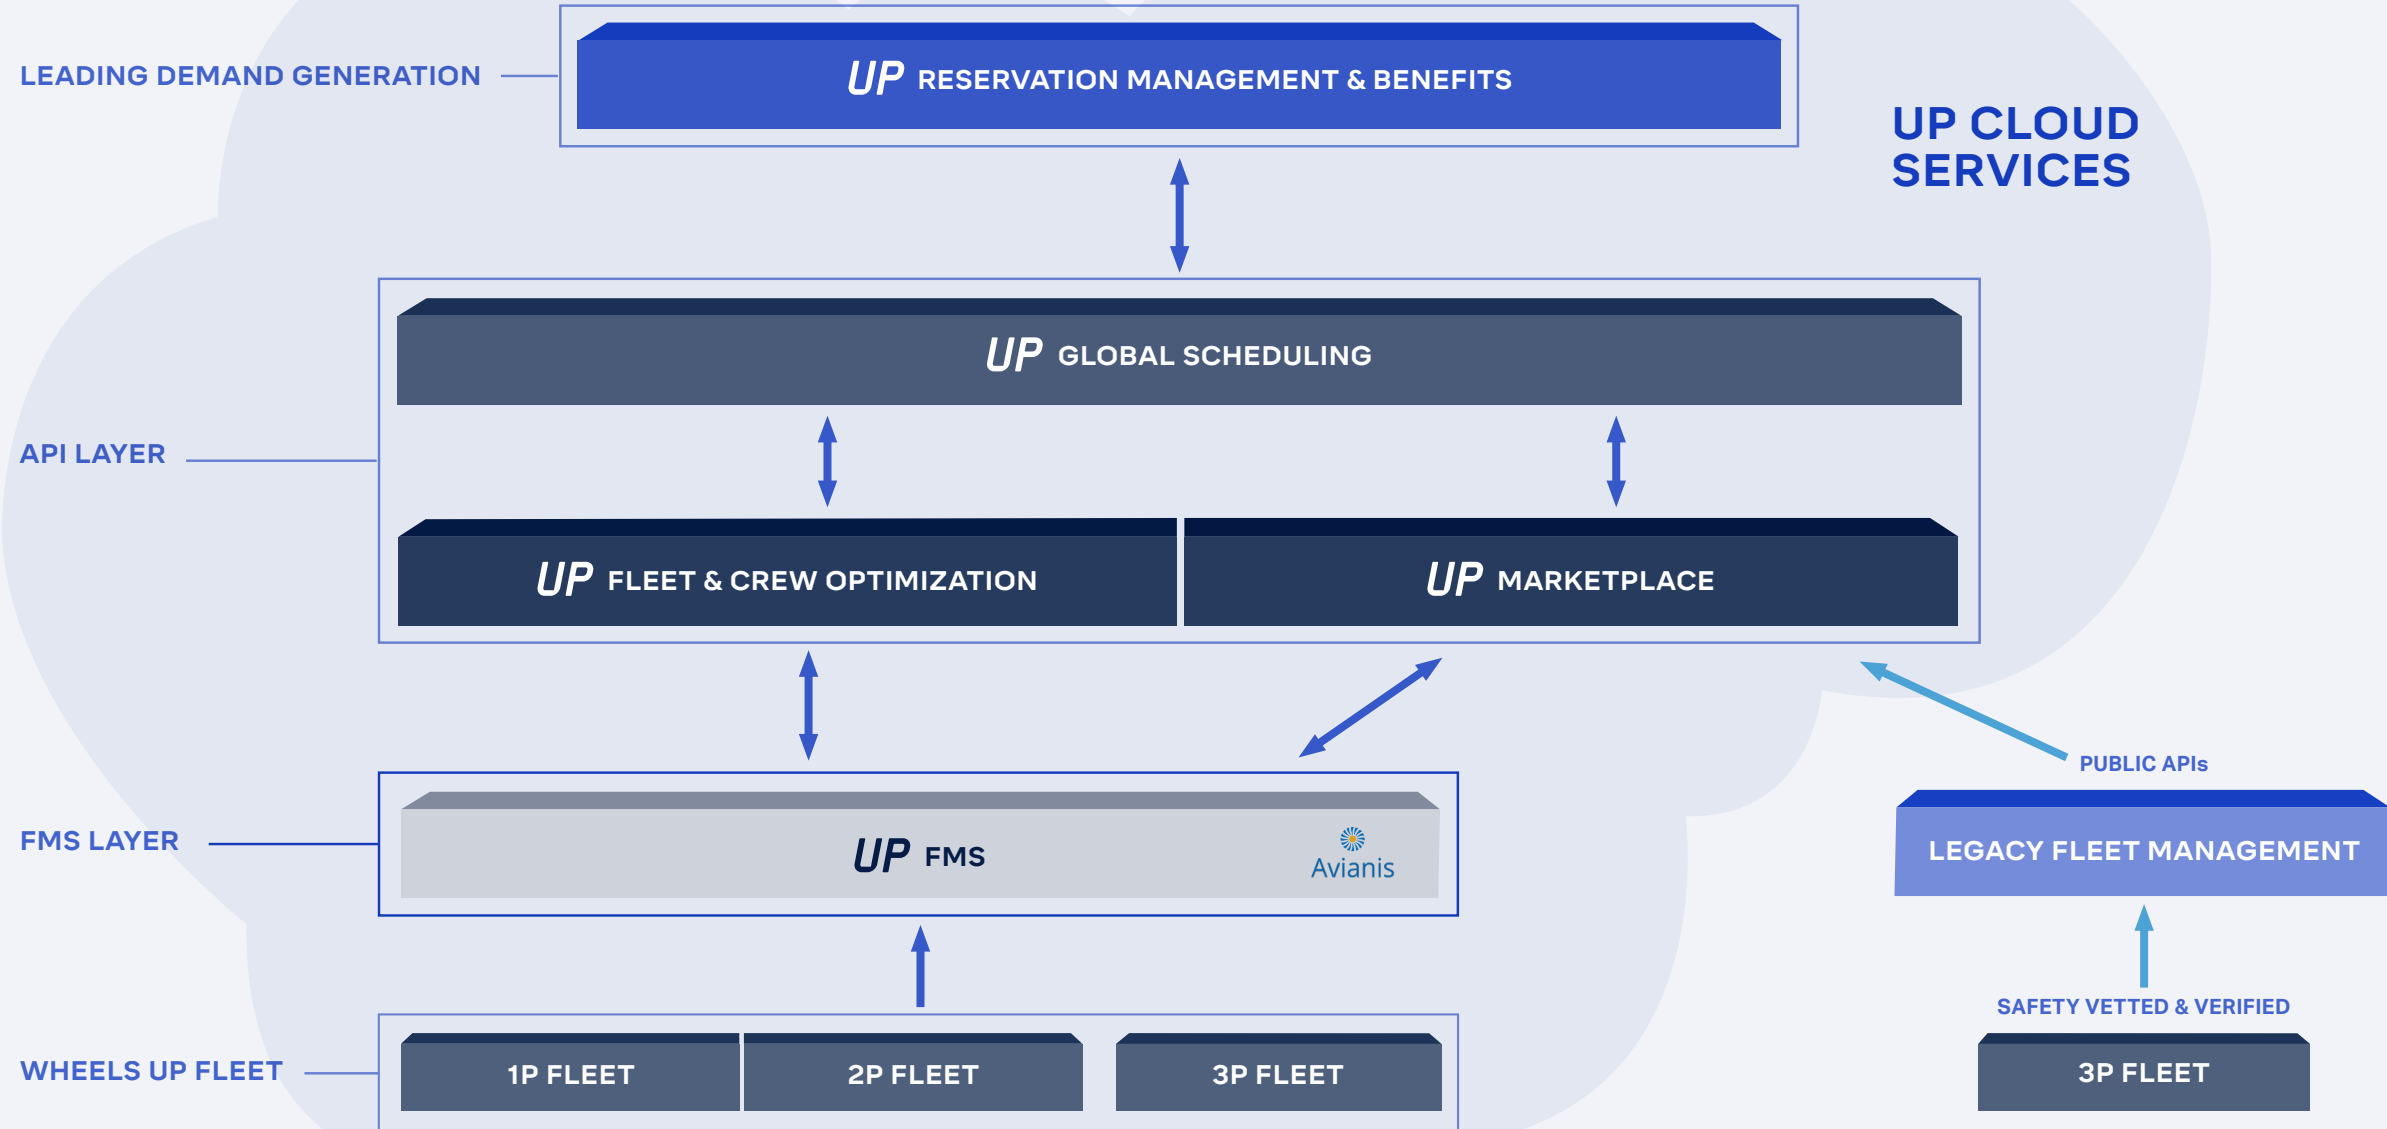 LEADING DEMAND GENERATION
UP RESERVATION MANAGEMENT & BENEFITS
UP CLOUD
SERVICES
UP GLOBAL SCHEDULING
API LAYER
UP FLEET & CREW OPTIMIZATION
UP MARKETPLACE
PUBLIC APIs
FMS LAYER
UP FMS
Avianis
LEGACY FLEET MANAGEMENT
SAFETY VETTED & VERIFIED
WHEELS UP FLEET
1P FLEET
2P FLEET
3P FLEET
3P FLEET